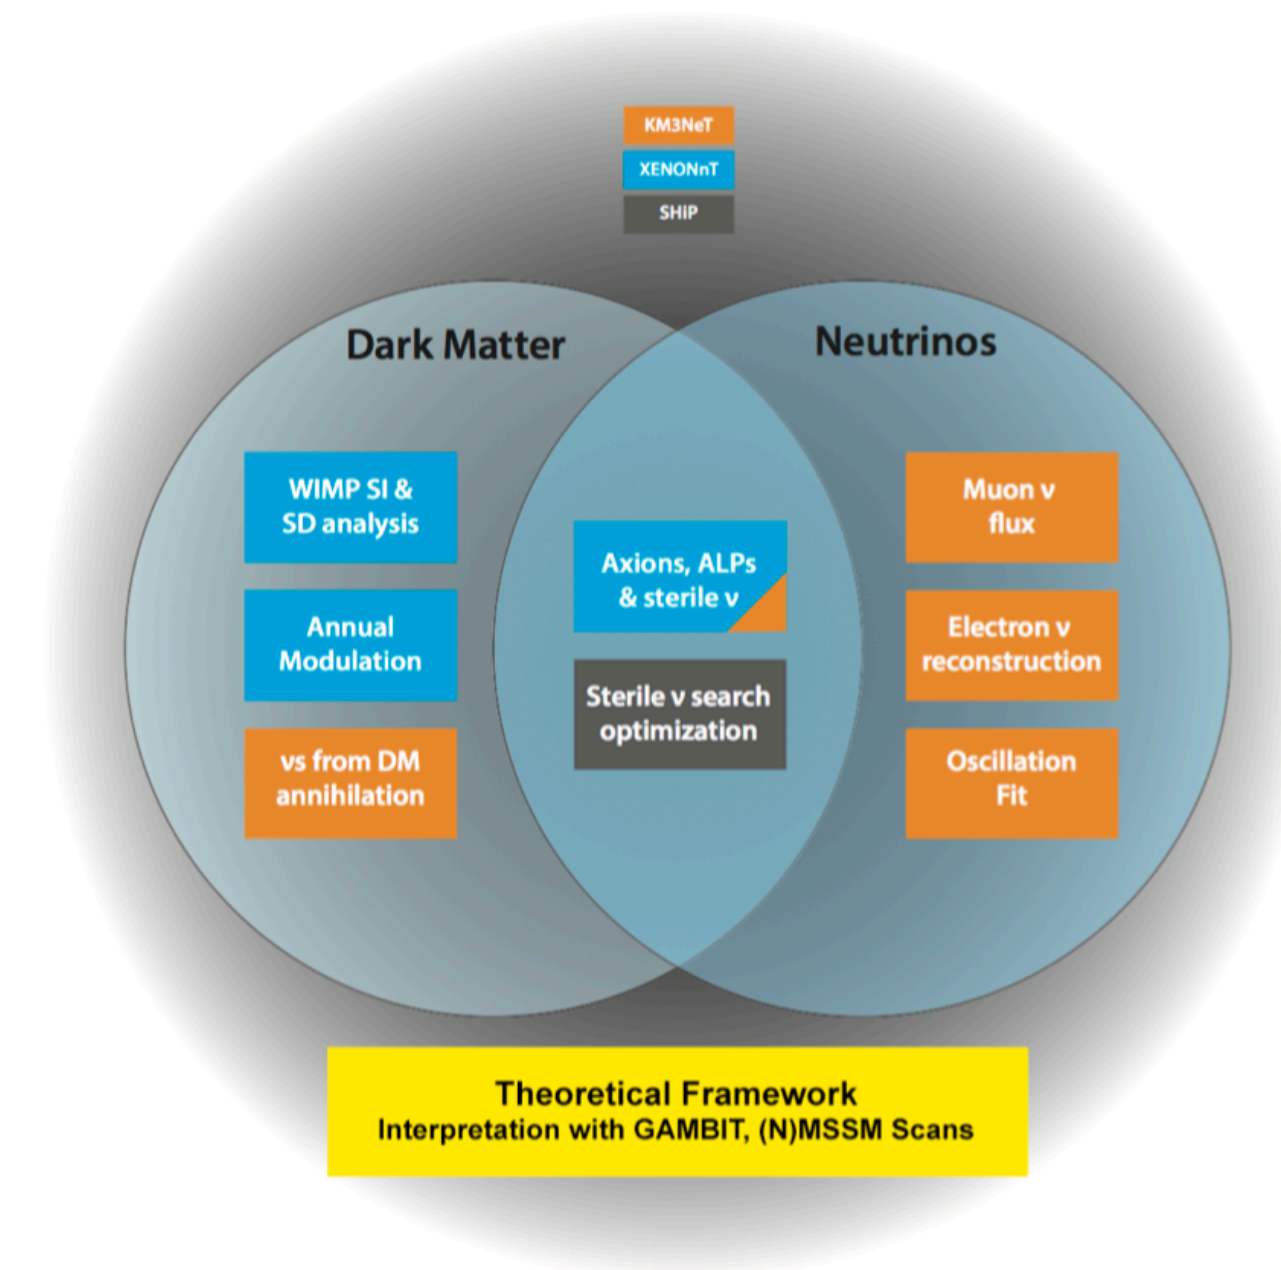 KM3NeT
XENONnT
SHiP
Dark Matter
Neutrinos
WIMP SI &
SD analysis
Annual
Modulation
νs from DM
annihilation
Axions, ALPs
& sterile ν
Sterile ν search
optimization
Muon ν
flux
Electron ν
reconstruction
Oscillation
Fit
Theoretical Framework
Interpretation with GAMBIT, (N)MSSM Scans